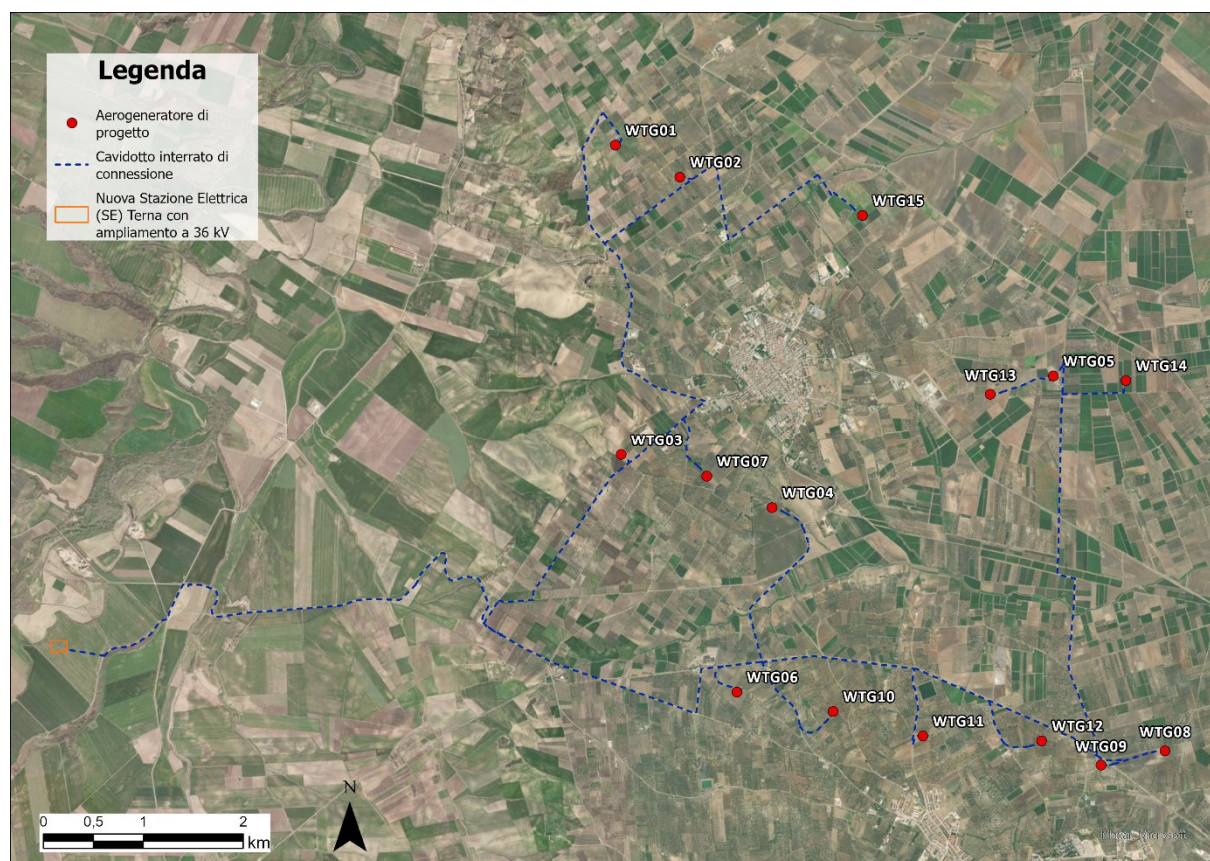 Legenda
Aerogeneratore di
progetto
Cavidotto interrato di
connessione
Nuova Stazione Elettrica
(SE) Terna con
ampliamento a 36 kV
WTG01
WTG02
WTG15
WTG05
WTG14
WTG13
WTG03
WTG07
WTG04
WTG06
WTG10
WTG11
WTG12
WTG08
WTG09
N
0 0,5 1 2
km
Microsoft